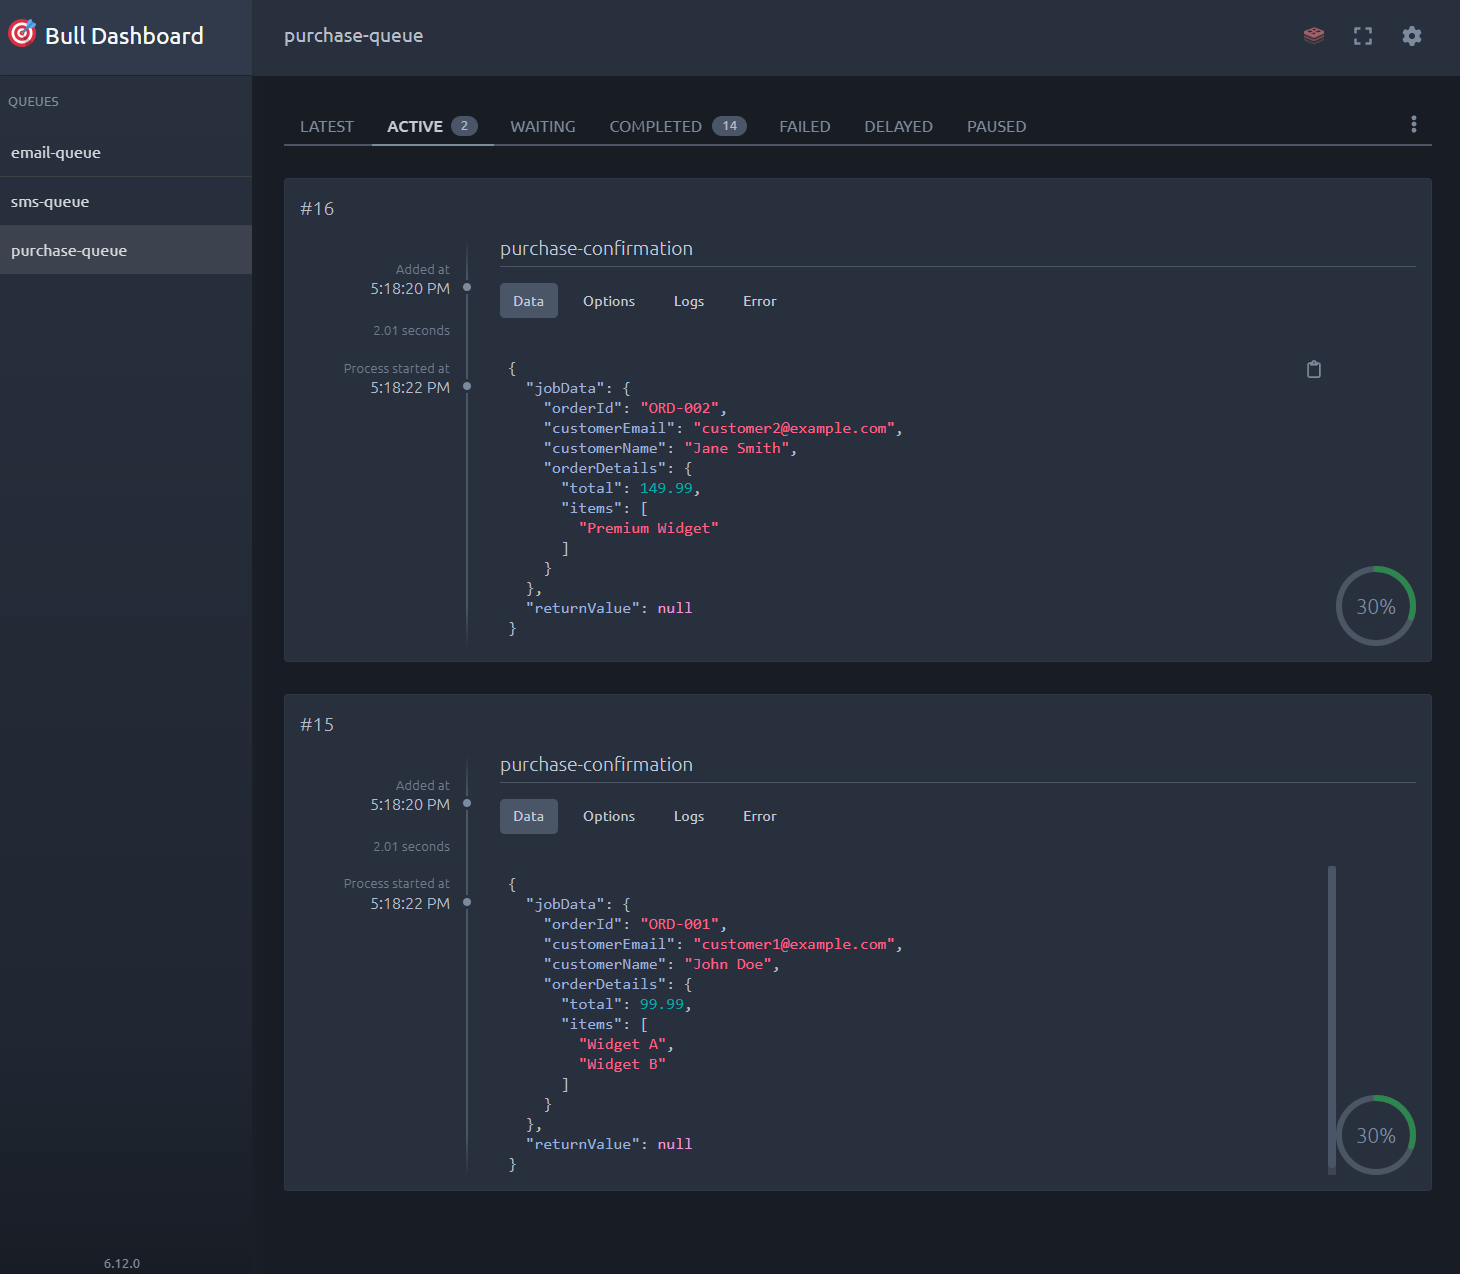 Bull Dashboard
purchase-queue
QUEUES
email-queue
sms-queue
purchase-queue
LATEST ACTIVE 2 WAITING COMPLETED 14 FAILED DELAYED PAUSED
#16
purchase-confirmation
Added at
5:18:20 PM
2.01 seconds
Process started at
5:18:22 PM
Data Options Logs Error
{
"jobData": {
"orderId": "ORD-002",
"customerEmail": "customer2@example.com",
"customerName": "Jane Smith",
"orderDetails": {
"total": 149.99,
"items": [
"Premium Widget"
]
}
},
"returnValue": null
}
30%
#15
purchase-confirmation
Added at
5:18:20 PM
2.01 seconds
Process started at
5:18:22 PM
Data Options Logs Error
{
"jobData": {
"orderId": "ORD-001",
"customerEmail": "customer1@example.com",
"customerName": "John Doe",
"orderDetails": {
"total": 99.99,
"items": [
"Widget A",
"Widget B"
]
}
},
"returnValue": null
}
30%
6.12.0